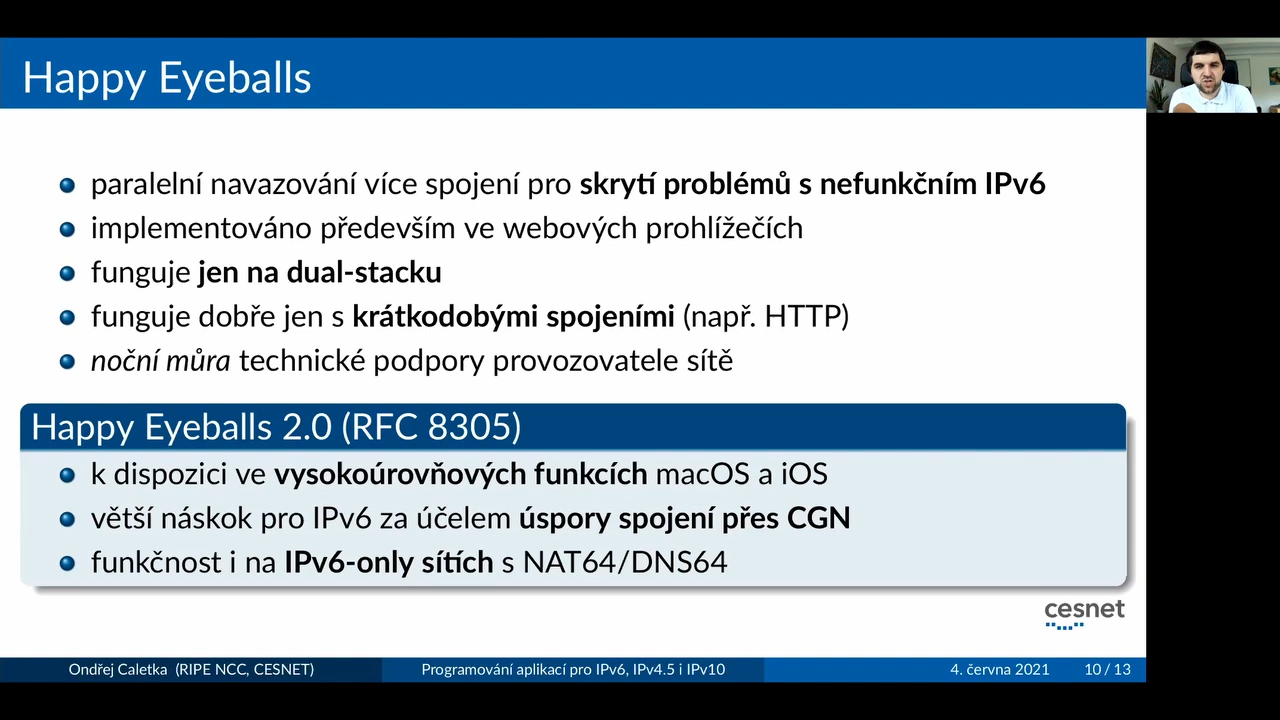 Happy Eyeballs
paralelní navazování více spojení pro skrytí problémů s nefunkčním IPv6
implementováno především ve webových prohlížečích
funguje jen na dual-stacku
funguje dobře jen s krátkodobými spojeními (např. HTTP)
noční můra technické podpory provozovatele sítě
Happy Eyeballs 2.0 (RFC 8305)
k dispozici ve vysokoúrovňových funkcích macOS a iOS
větší náskok pro IPv6 za účelem úspory spojení přes CGN
funkčnost i na IPv6-only sítích s NAT64/DNS64
cesnet
Ondřej Caletka (RIPE NCC, CESNET) Programování aplikací pro IPv6, IPv4.5 i IPv10 4. června 2021 10 / 13